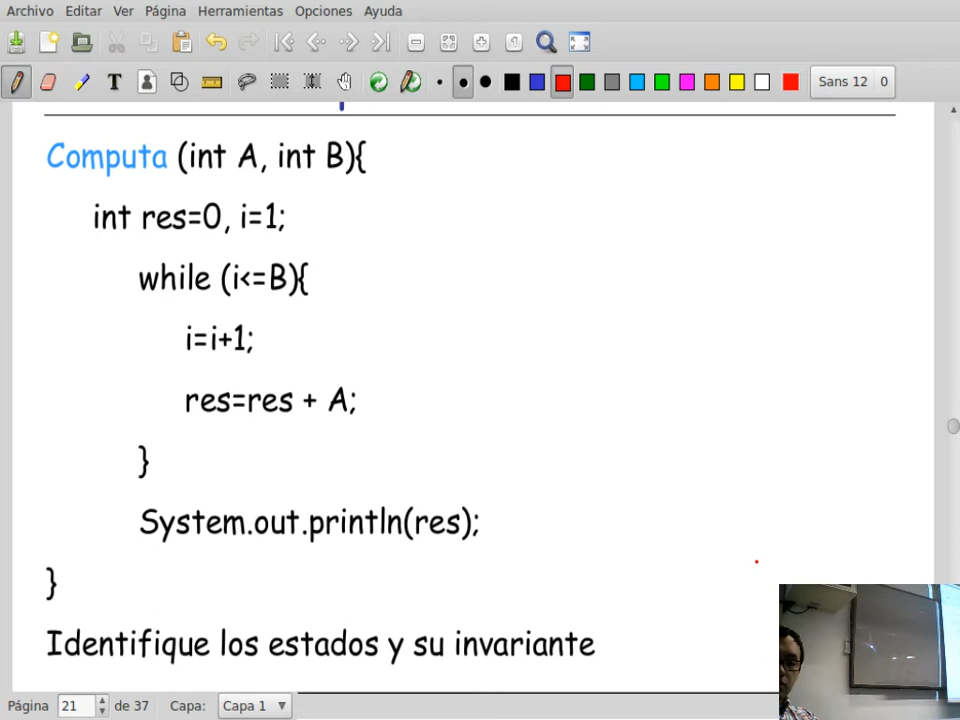 Archivo Editar Ver Página Herramientas Opciones Ayuda
T Sans 12 0
Computa (int A, int B){
int res=0, i=1;
while (i<=B){
i=i+1;
res=res + A;
}
System.out.println(res);
}
Identifique los estados y su invariante
Página 21 de 37 Capa: Capa 1